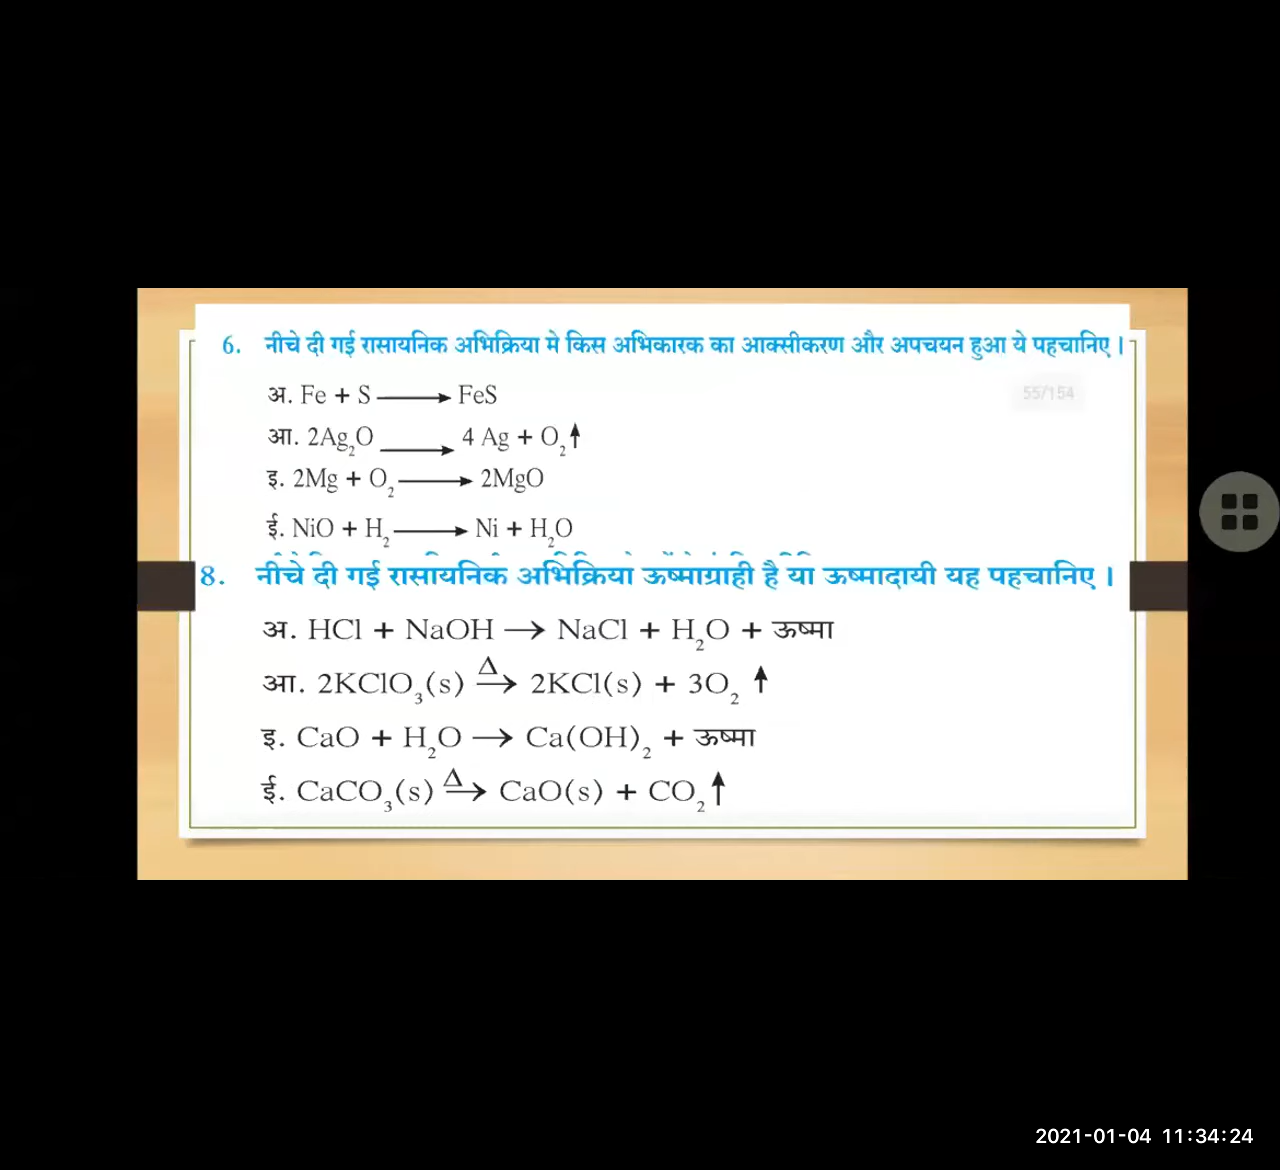 6. नीचे दी गई रासायनिक अभिक्रिया मे किस अभिकारक का आक्सीकरण और अपचयन हुआ ये पहचानिए।
55/154
अ. Fe + S ⟶ FeS
आ. 2Ag₂O ⟶ 4 Ag + O₂↑
इ. 2Mg + O₂ ⟶ 2MgO
ई. NiO + H₂ ⟶ Ni + H₂O
8. नीचे दी गई रासायनिक अभिक्रिया ऊष्माग्राही है या ऊष्मादायी यह पहचानिए।
अ. HCl + NaOH ⟶ NaCl + H₂O + ऊष्मा
आ. 2KClO₃(s) Δ⟶ 2KCl(s) + 3O₂ ↑
इ. CaO + H₂O ⟶ Ca(OH)₂ + ऊष्मा
ई. CaCO₃(s) Δ⟶ CaO(s) + CO₂↑
2021-01-04 11:34:24